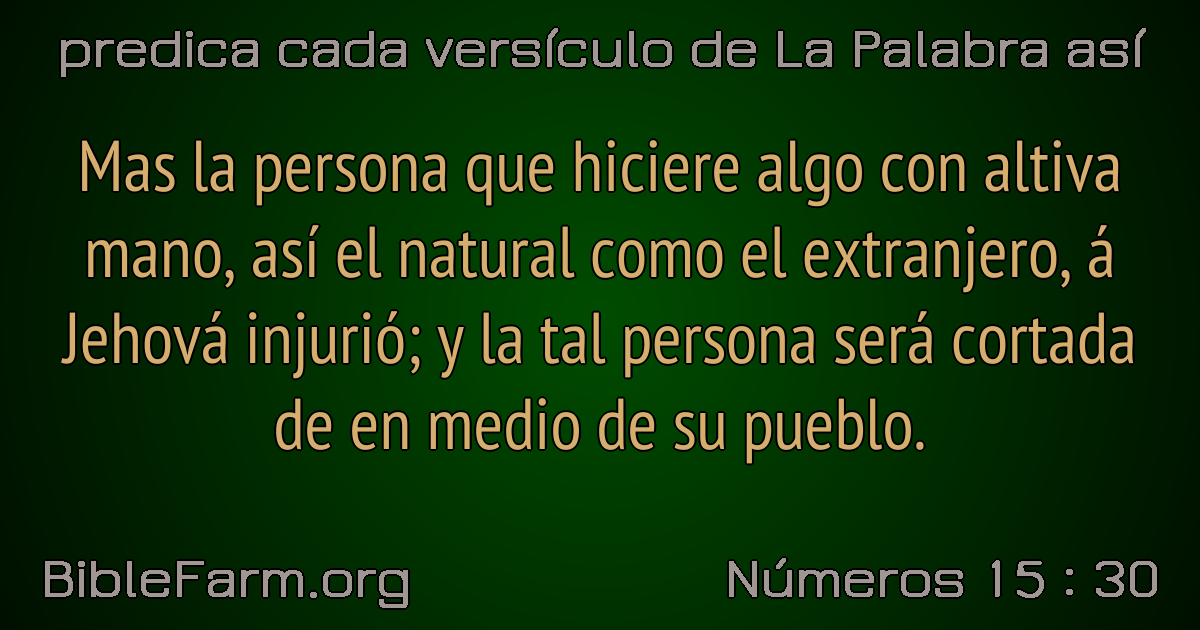 predica cada versículo de La Palabra así
Mas la persona que hiciere algo con altiva
mano, así el natural como el extranjero, á
Jehová injurió; y la tal persona será cortada
de en medio de su pueblo.
BibleFarm.org
Números 15 : 30